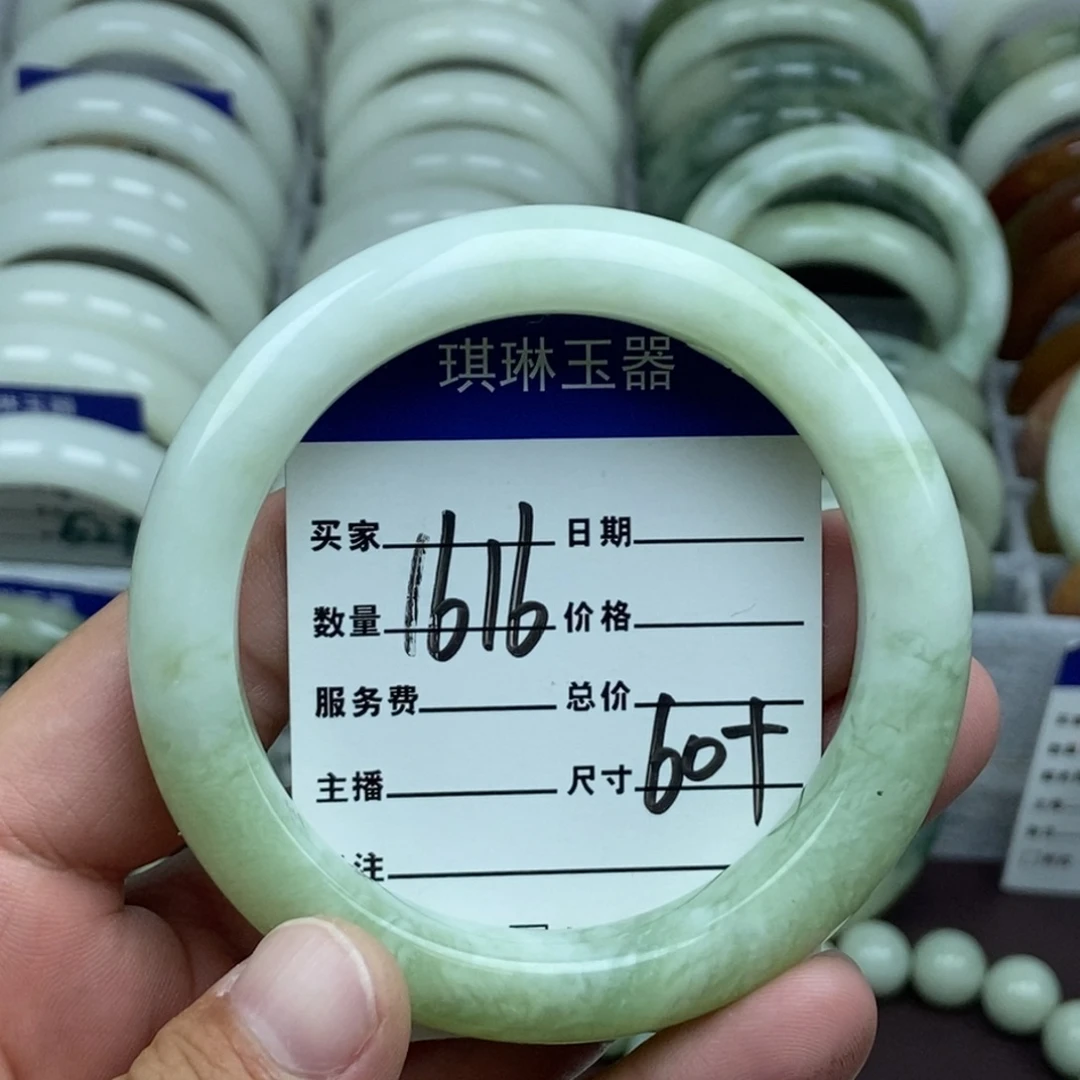 琪琳玉器
买家 日期
1616
数量 价格
服务费 总价
主播 尺寸 60+
注